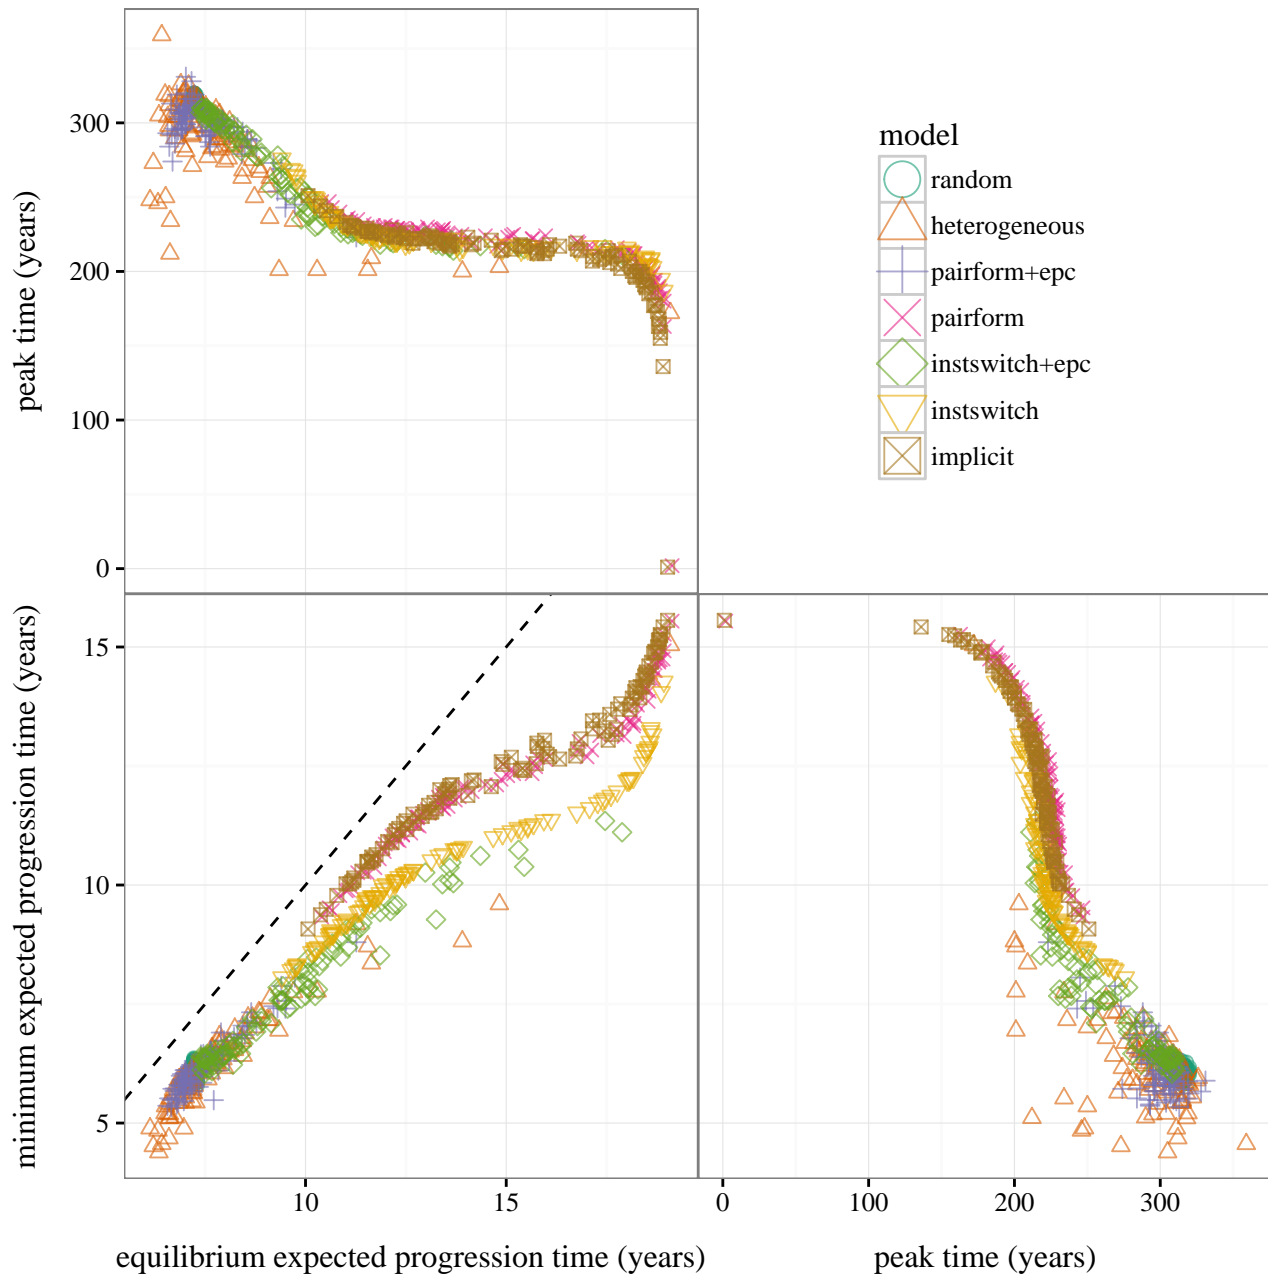 peak time (years)
300
200
100
0
model
random
heterogeneous
pairform+epc
pairform
instswitch+epc
instswitch
implicit
minimum expected progression time (years)
15
10
5
10 15
0 100 200 300
equilibrium expected progression time (years)
peak time (years)